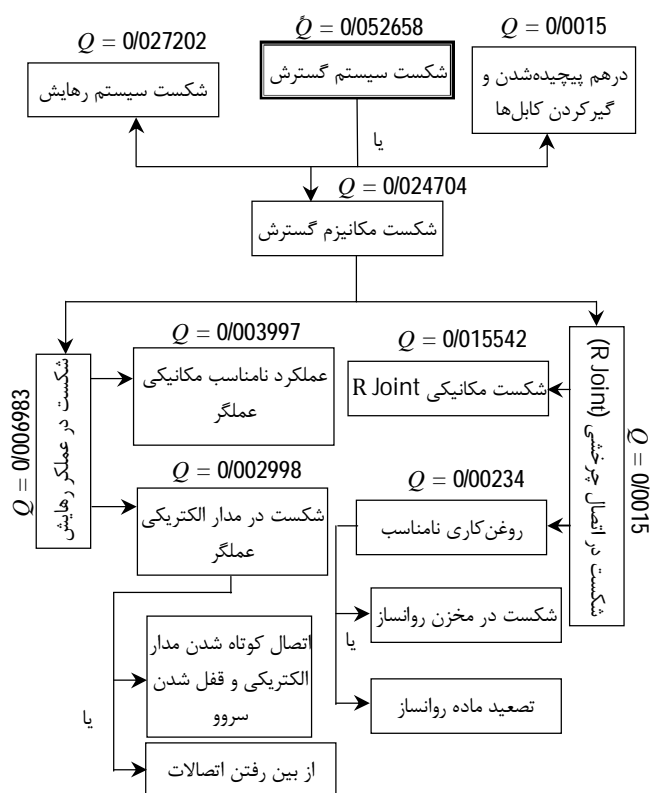 Q = 0/027202
Q = 0/052658
Q = 0/0015
شکست سیستم رهایش
شکست سیستم گسترش
درهم پیچیده‌شدن و
گیرکردن کابل‌ها
یا
Q = 0/024704
شکست مکانیزم گسترش
Q = 0/003997
Q = 0/015542
عملکرد نامناسب مکانیکی
عملگر
شکست مکانیکی R Joint
شکست در اتصال چرخشی (R Joint)
Q = 0/0015
شکست در عملکر رهایش
Q = 0/006983
Q = 0/002998
Q = 0/00234
شکست در مدار الکتریکی
عملگر
روغن‌کاری نامناسب
شکست در مخزن روانساز
یا
تصعید ماده روانساز
اتصال کوتاه شدن مدار
الکتریکی و قفل شدن
سروو
یا
از بین رفتن اتصالات